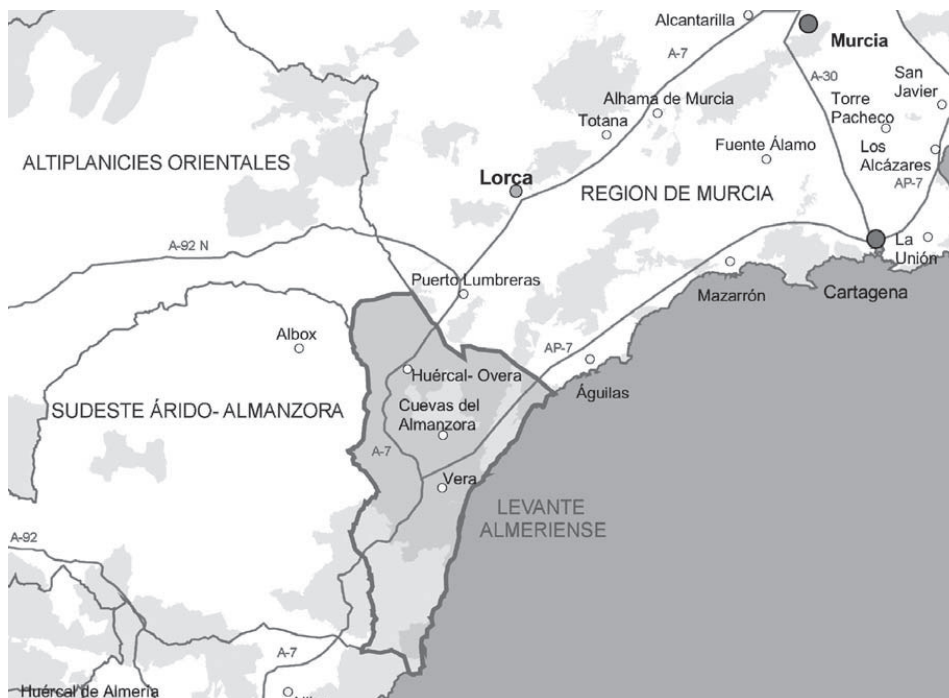 Alcantarilla
Murcia
A-7
A-30
San
Javier
Alhama de Murcia
Torre
Pacheco
Totana
ALTIPLANICIES ORIENTALES
Fuente Álamo
Los
Alcázares
Lorca
AP-7
REGION DE MURCIA
A-92 N
La
Unión
Puerto Lumbreras
Mazarrón
Cartagena
Albox
AP-7
Huércal- Overa
Águilas
SUDESTE ÁRIDO- ALMANZORA
Cuevas del
Almanzora
A-7
Vera
LEVANTE
ALMERIENSE
A-92
A-7
Huércal de Almería